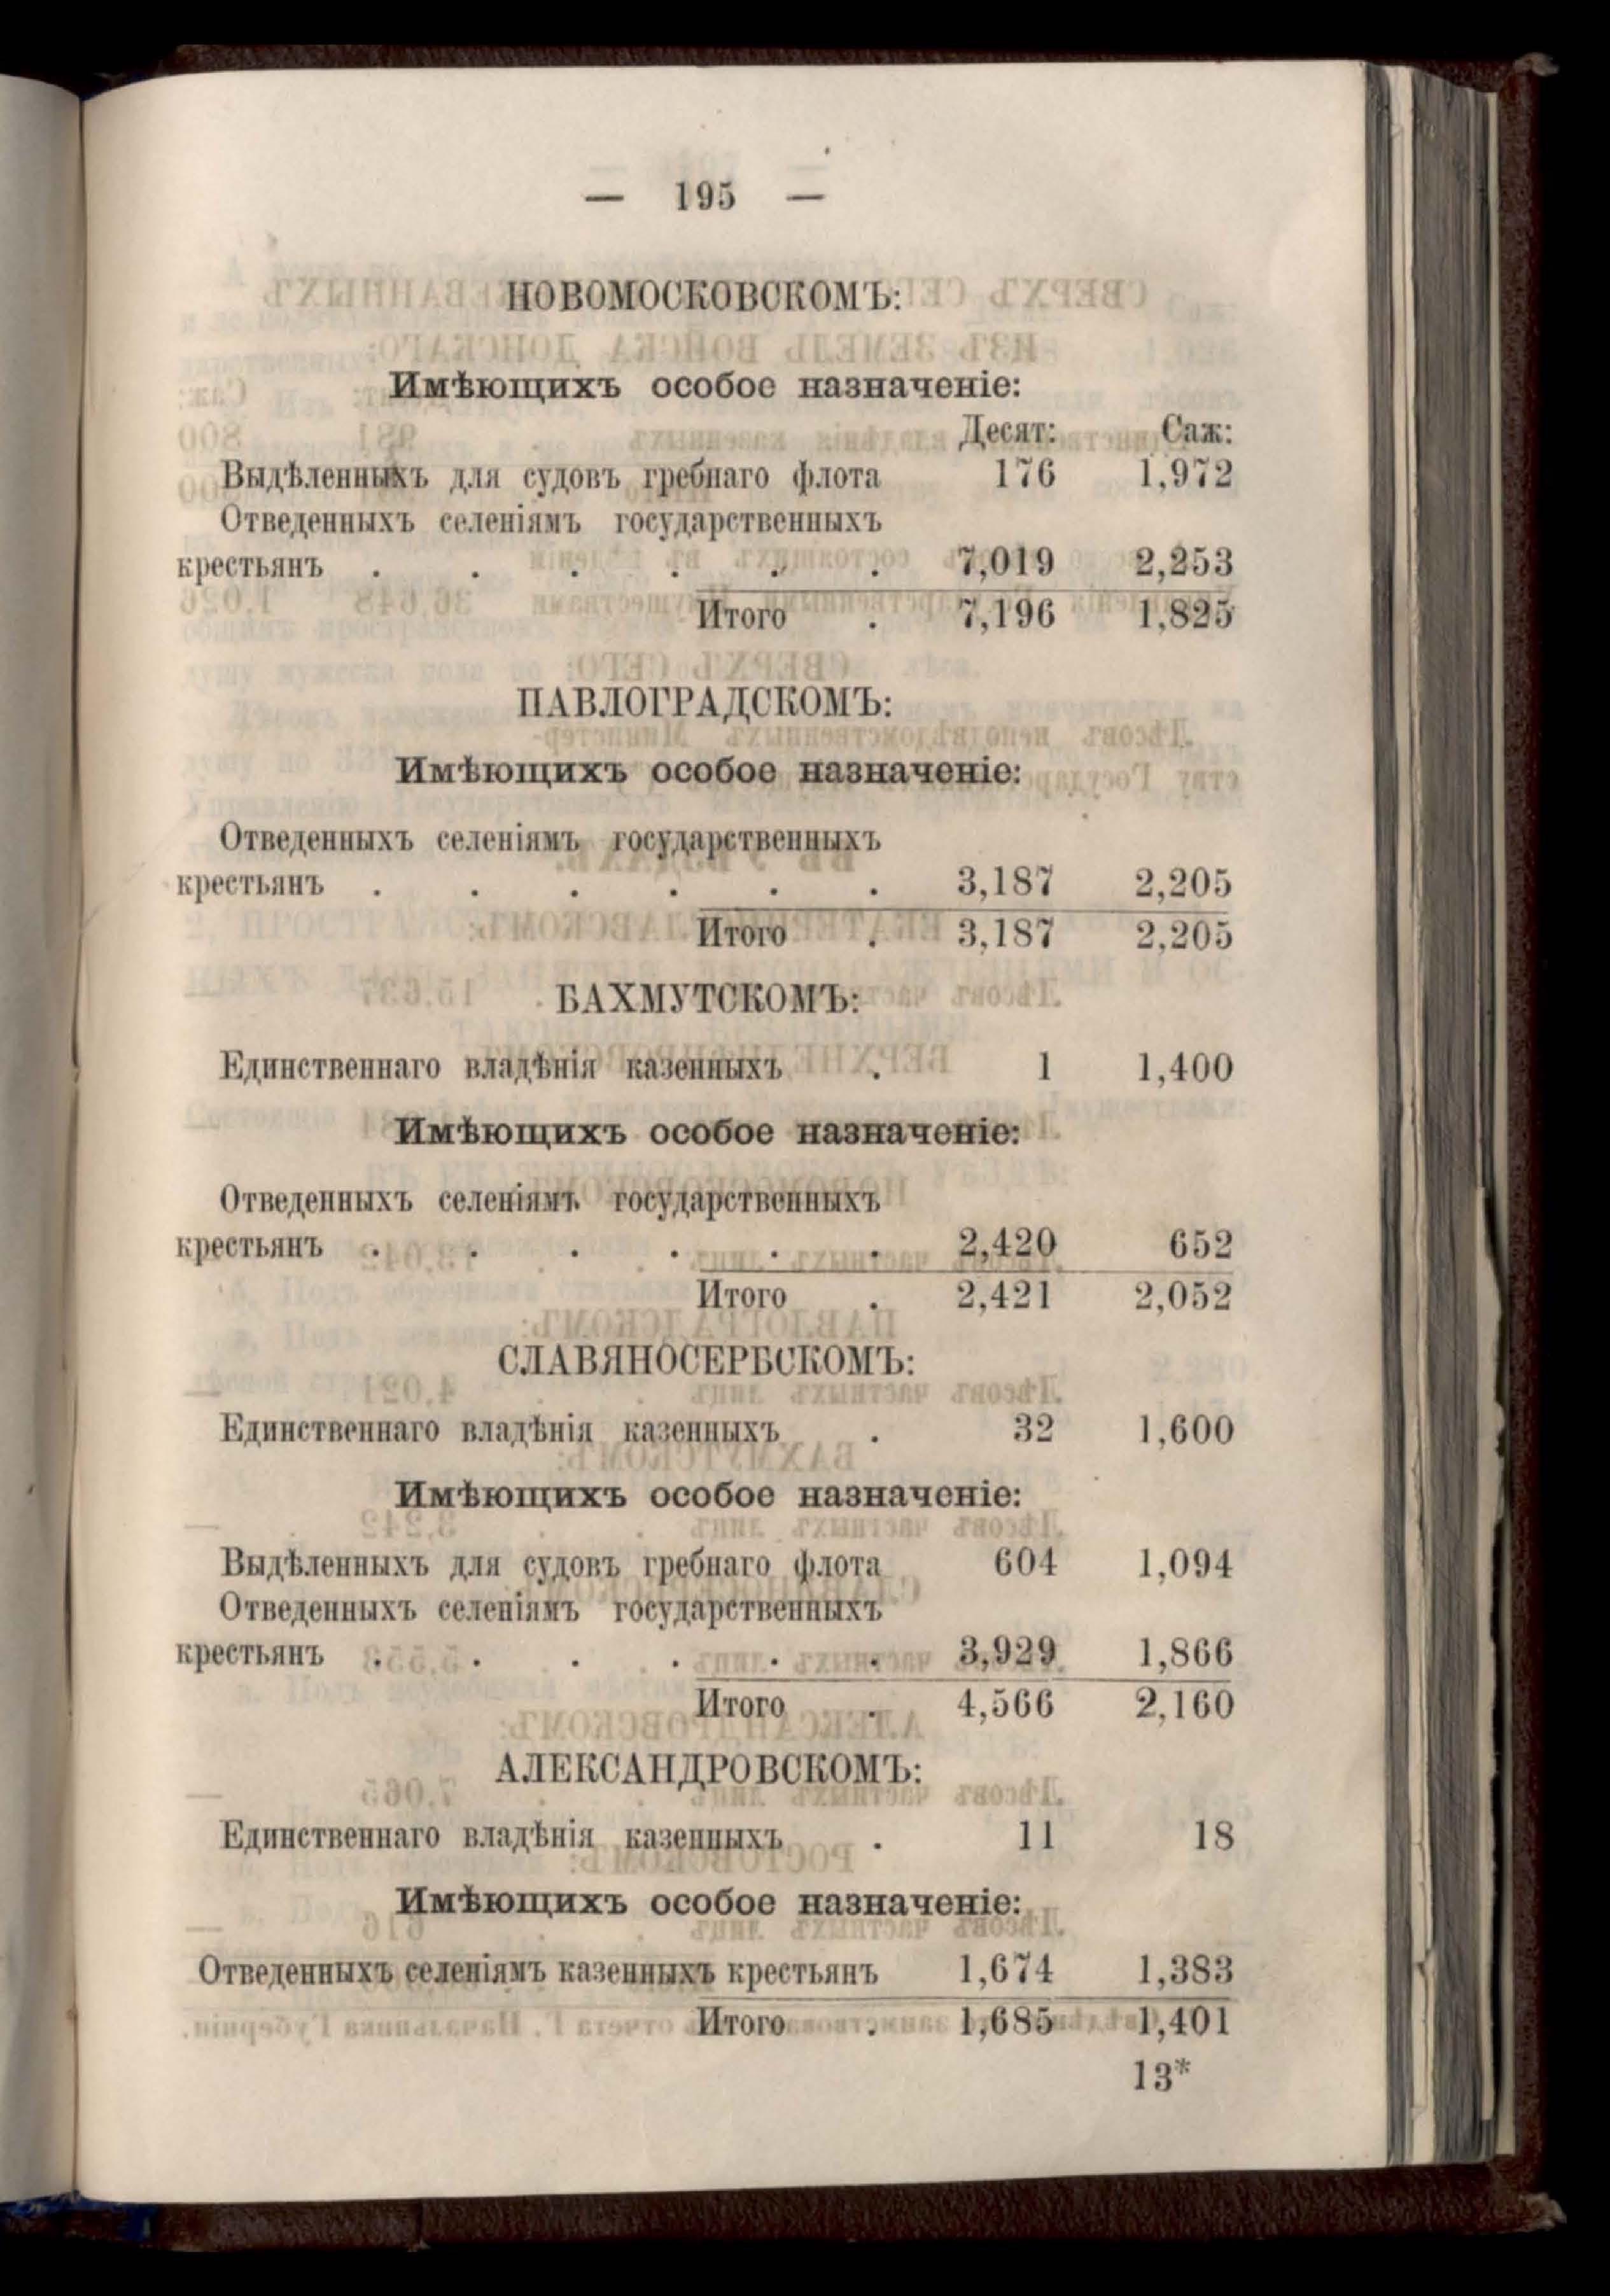 — 195 —
НОВОМОСКОВСКОМЪ:
Имѣющихъ особое назначеніе:
Десят: Саж:
Выдѣленныхъ для судовъ гребнаго флота 176 1,972
Отведенныхъ селеніямъ государственныхъ
крестьянъ . . . . . . 7,019 2,253
Итого . 7,196 1,825
ПАВЛОГРАДСКОМЪ:
Имѣющихъ особое назначеніе:
Отведенныхъ селеніямъ государственныхъ
крестьянъ . . . . . . 3,187 2,205
Итого . 3,187 2,205
БАХМУТСКОМЪ:
Единственнаго владѣнія казенныхъ . 1 1,400
Имѣющихъ особое назначеніе:
Отведенныхъ селеніямъ государственныхъ
крестьянъ . . . . . . 2,420 652
Итого . 2,421 2,052
СЛАВЯНОСЕРБСКОМЪ:
Единственнаго владѣнія казенныхъ . 32 1,600
Имѣющихъ особое назначеніе:
Выдѣленныхъ для судовъ гребнаго флота 604 1,094
Отведенныхъ селеніямъ государственныхъ
крестьянъ . . . . . . 3,929 1,866
Итого . 4,566 2,160
АЛЕКСАНДРОВСКОМЪ:
Единственнаго владѣнія казенныхъ . 11 18
Имѣющихъ особое назначеніе:
Отведенныхъ селеніямъ казенныхъ крестьянъ 1,674 1,383
Итого . 1,685 1,401
13*